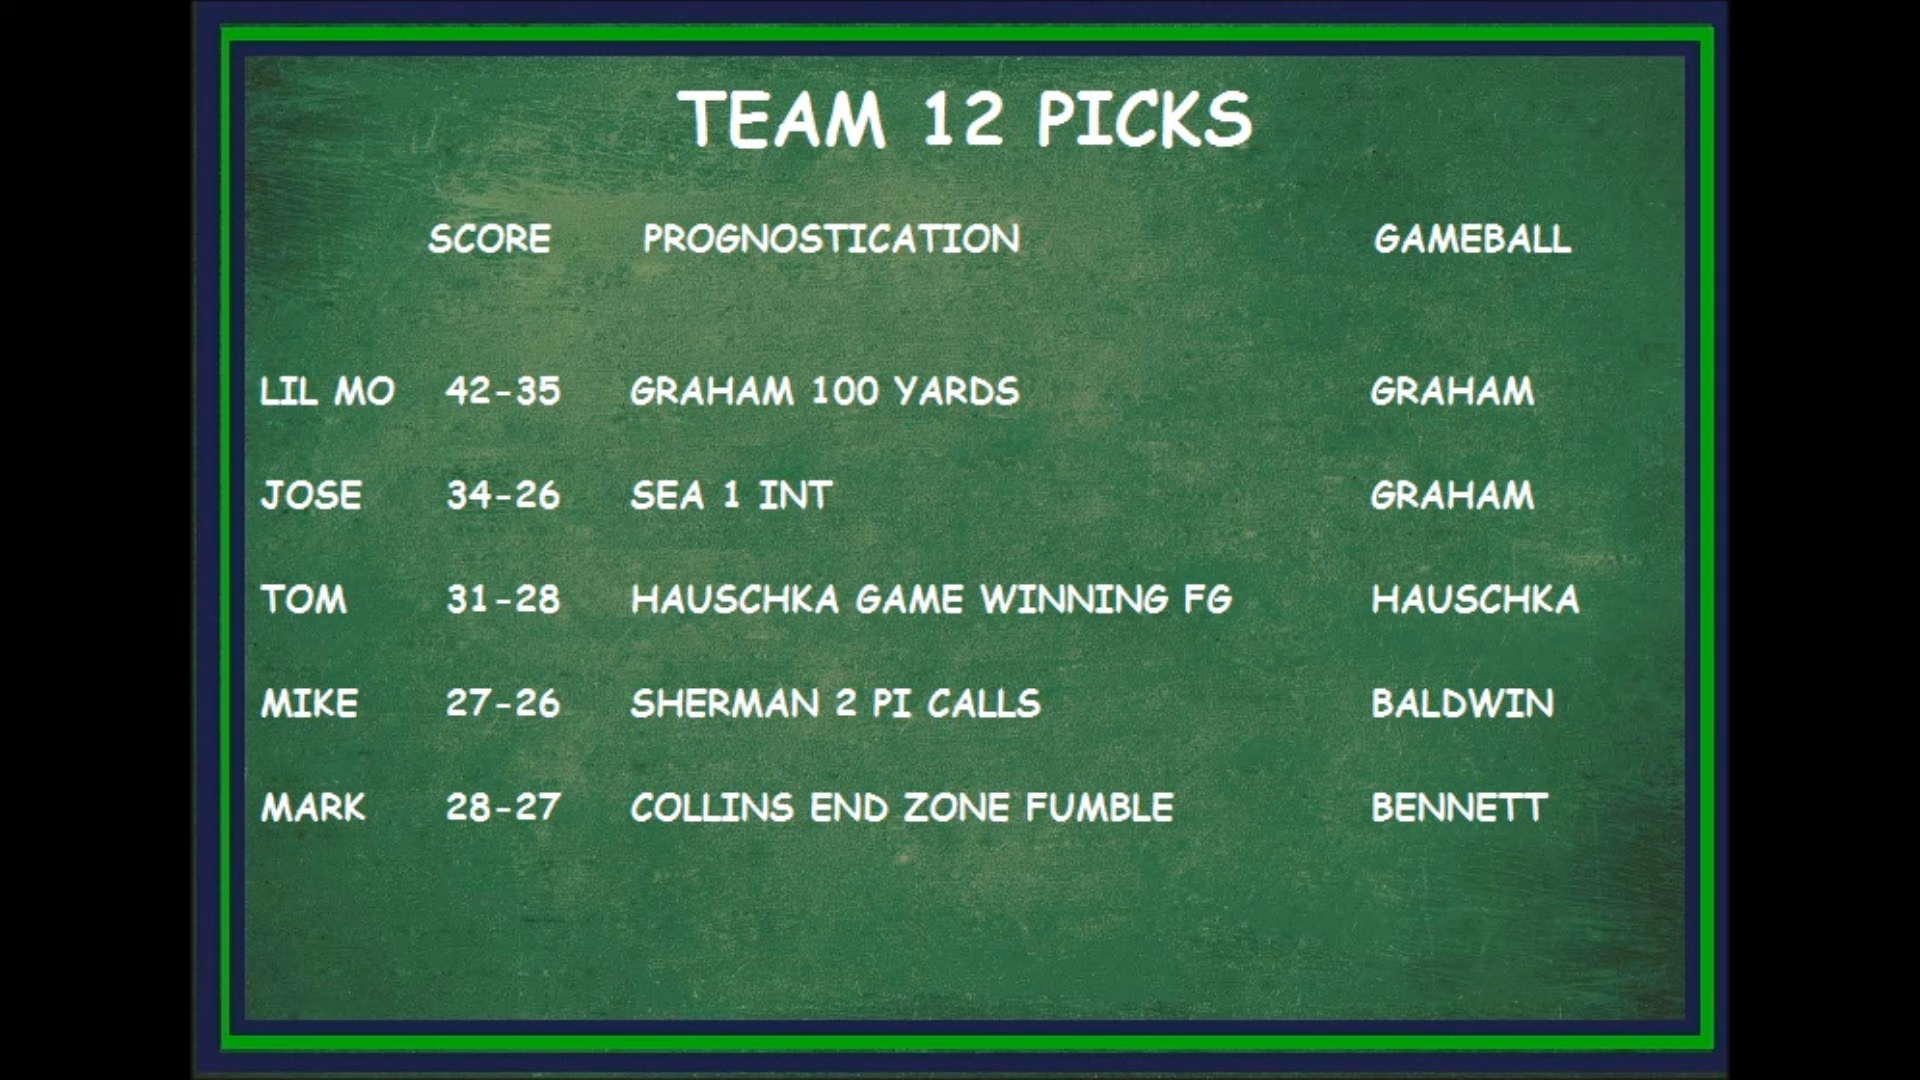 TEAM 12 PICKS
SCORE PROGNOSTICATION GAMEBALL
LIL MO 42-35 GRAHAM 100 YARDS GRAHAM
JOSE 34-26 SEA 1 INT GRAHAM
TOM 31-28 HAUSCHKA GAME WINNING FG HAUSCHKA
MIKE 27-26 SHERMAN 2 PI CALLS BALDWIN
MARK 28-27 COLLINS END ZONE FUMBLE BENNETT